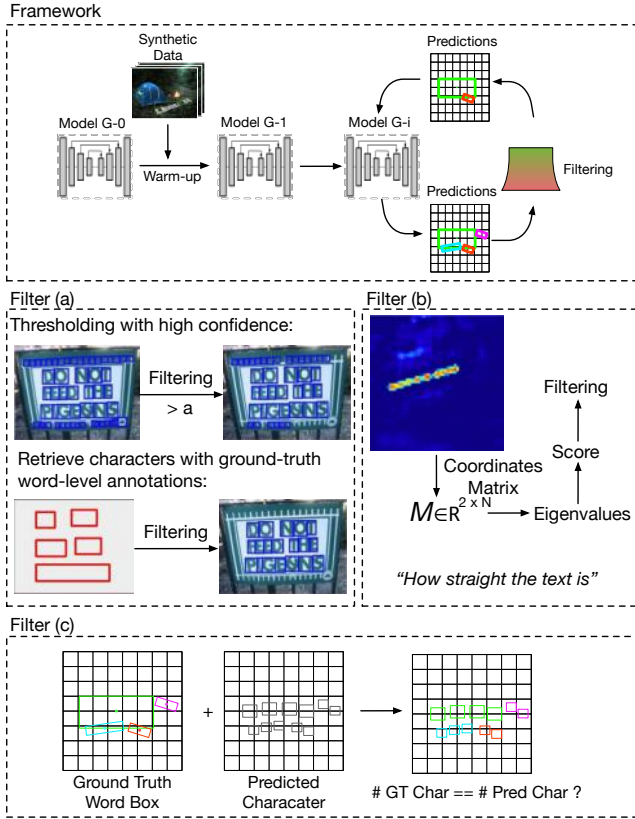 Framework
Synthetic
Data
Predictions
Model G-0
Model G-1
Model G-i
Warm-up
Filtering
Predictions
Filter (a)
Thresholding with high confidence:
DO NOT
FEED THE
PIGEONS
Filtering
> a
DO NOT
FEED THE
PIGEONS
Retrieve characters with ground-truth
word-level annotations:
Filtering
DO NOT
FEED THE
PIGEONS
Filter (b)
Filtering
Score
Coordinates
Matrix
M∈R 2 x N
Eigenvalues
“How straight the text is”
Filter (c)
+
Ground Truth
Word Box
Predicted
Characater
# GT Char == # Pred Char ?